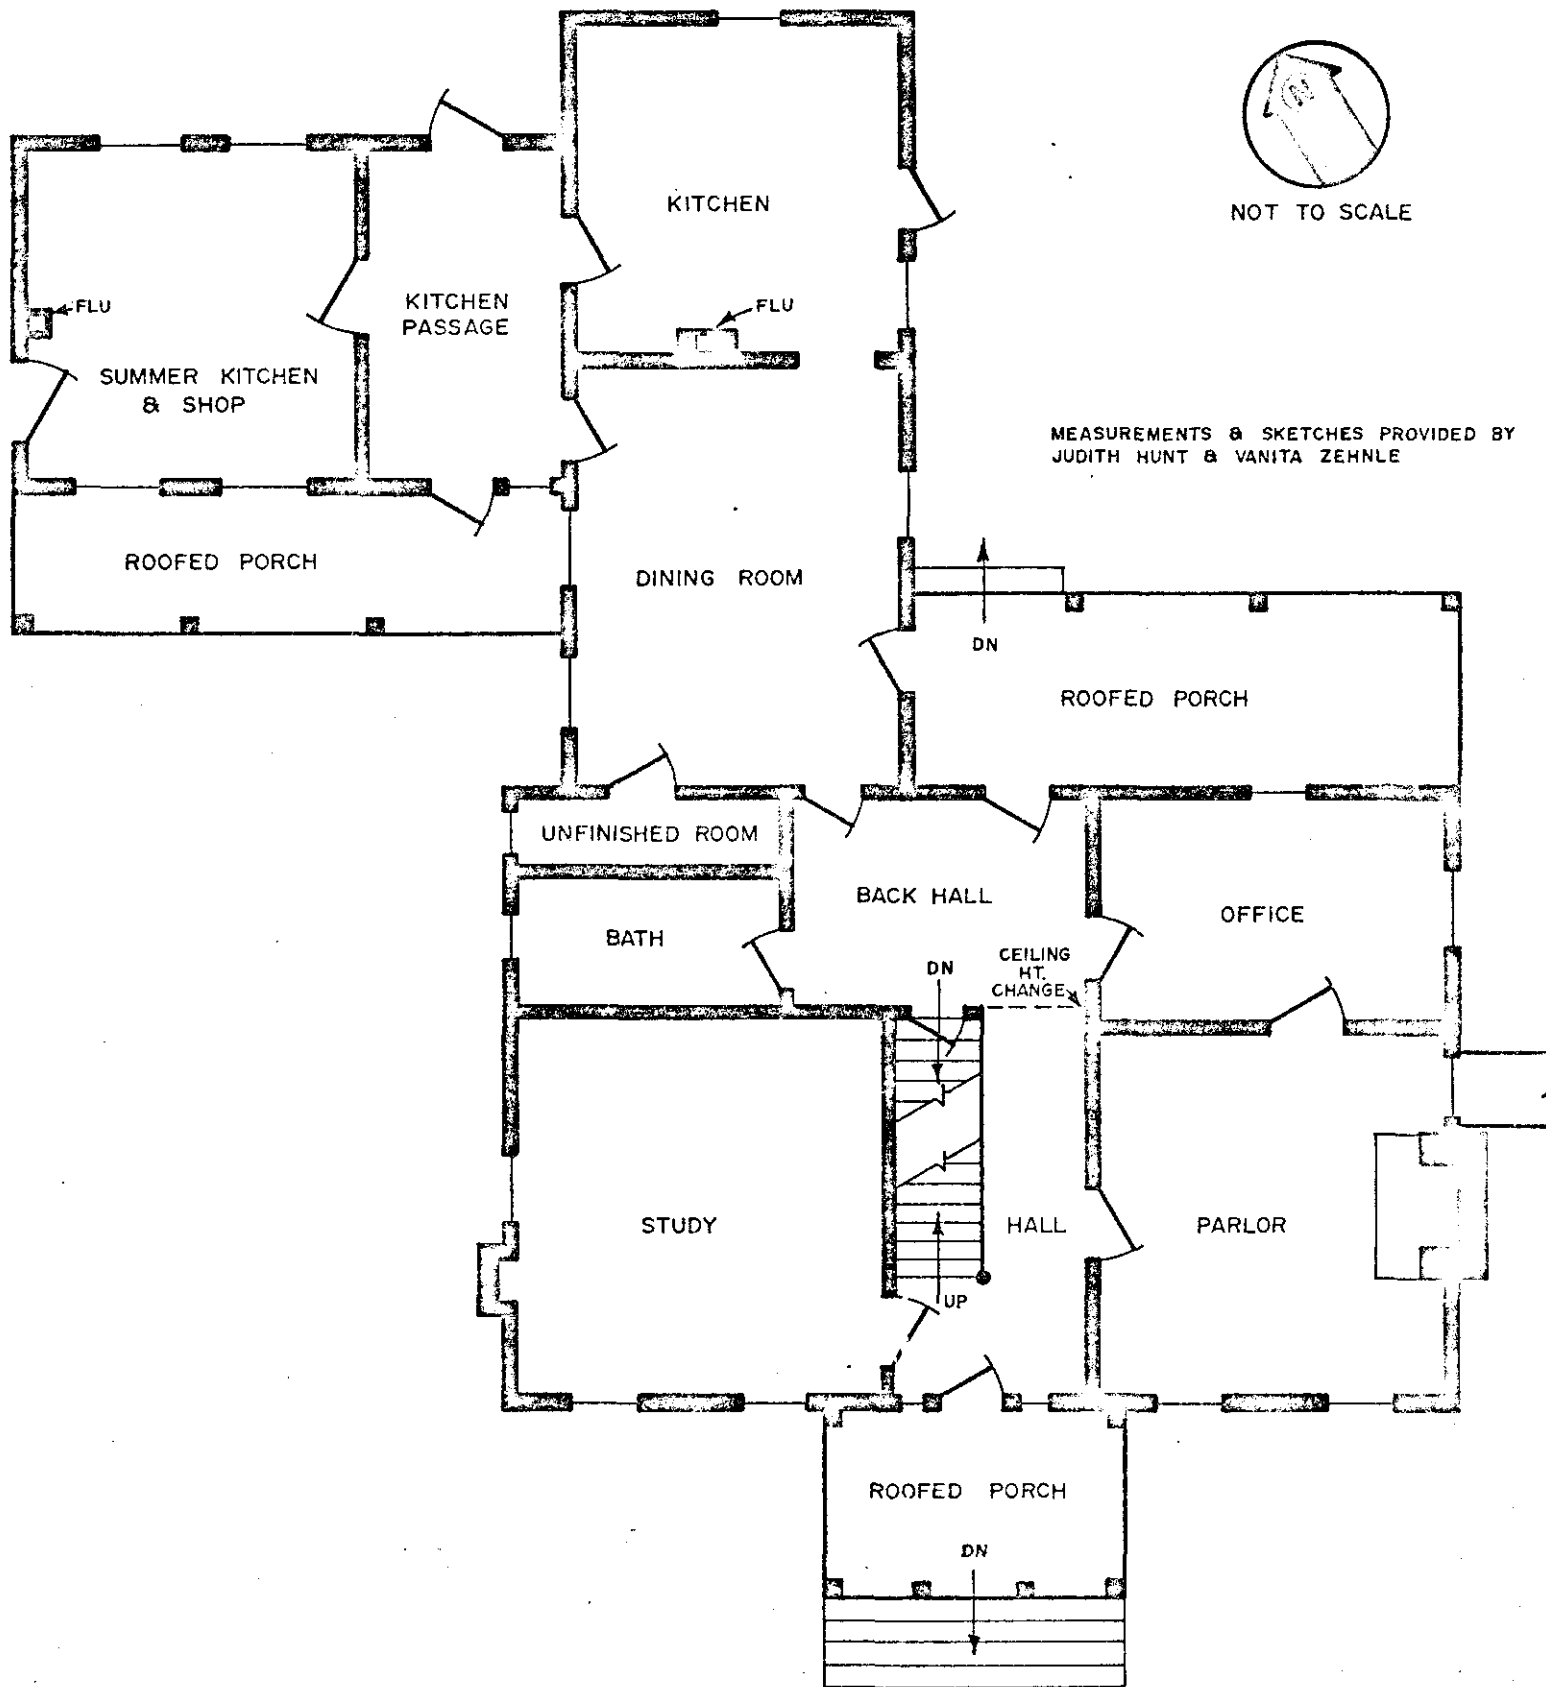 N
NOT TO SCALE
KITCHEN
FLU
KITCHEN
PASSAGE
FLU
SUMMER KITCHEN
& SHOP
MEASUREMENTS & SKETCHES PROVIDED BY
JUDITH HUNT & VANITA ZEHNLE
ROOFED PORCH
DINING ROOM
DN
ROOFED PORCH
UNFINISHED ROOM
BACK HALL
OFFICE
BATH
CEILING
HT.
CHANGE
DN
STUDY
HALL
PARLOR
UP
ROOFED PORCH
DN